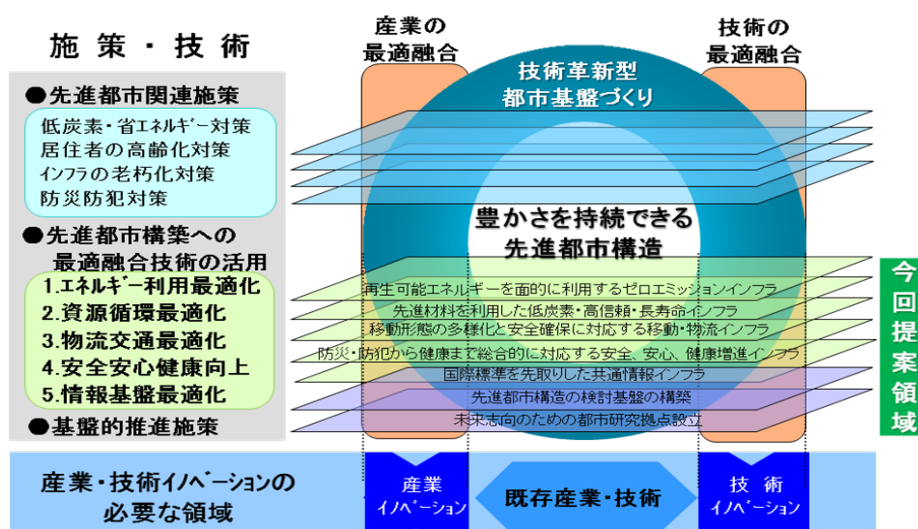 施策・技術
産業の
最適融合
技術の
最適融合
技術革新型
都市基盤づくり
●先進都市関連施策
低炭素・省エネルギー対策
居住者の高齢化対策
インフラの老朽化対策
防災防犯対策
●先進都市構築への
最適融合技術の活用
1.エネルギー利用最適化
2.資源循環最適化
3.物流交通最適化
4.安全安心健康向上
5.情報基盤最適化
●基盤的推進施策
豊かさを持続できる
先進都市構造
再生可能エネルギーを面的に利用するゼロエミッションインフラ
先進材料を利用した低炭素・高信頼・長寿命インフラ
移動形態の多様化と安全確保に対応する移動・物流インフラ
防災・防犯から健康まで総合的に対応する安全、安心、健康増進インフラ
国際標準を先取りした共通情報インフラ
先進都市構造の検討基盤の構築
未来志向のための都市研究拠点設立
今回提案領域
産業・技術イノベーションの
必要な領域
産業
イノベーション
既存産業・技術
技術
イノベーション